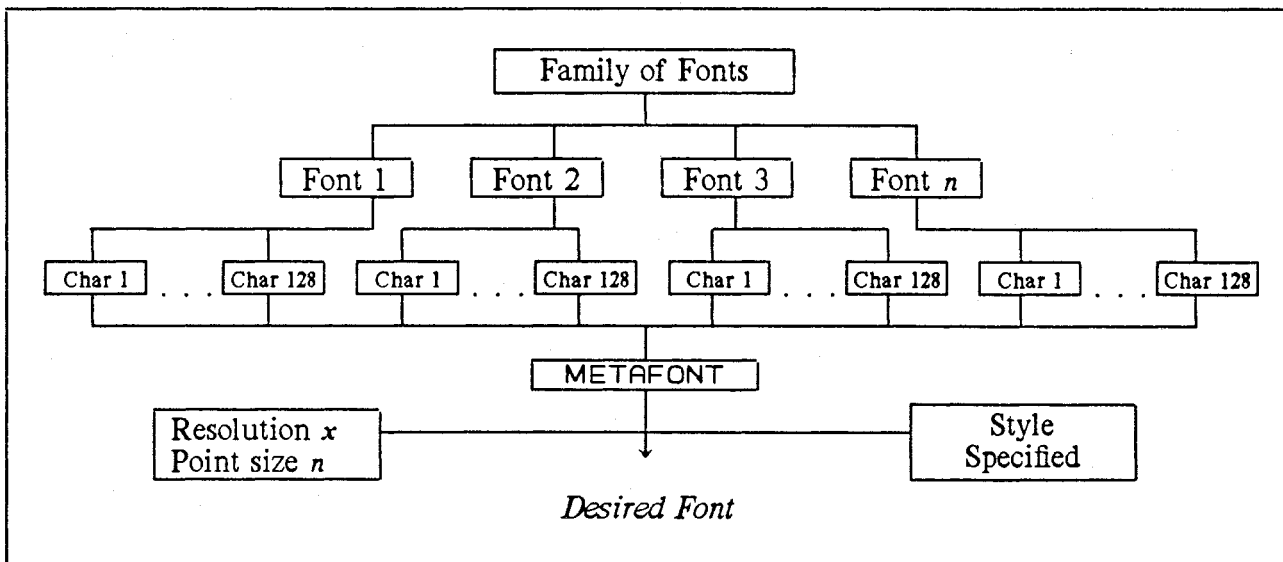 Family of Fonts
Font 1
Font 2
Font 3
Font n
Char 1
. . .
Char 128
Char 1
. . .
Char 128
Char 1
. . .
Char 128
Char 1
. . .
Char 128
METAFONT
Resolution x
Point size n
Style
Specified
Desired Font